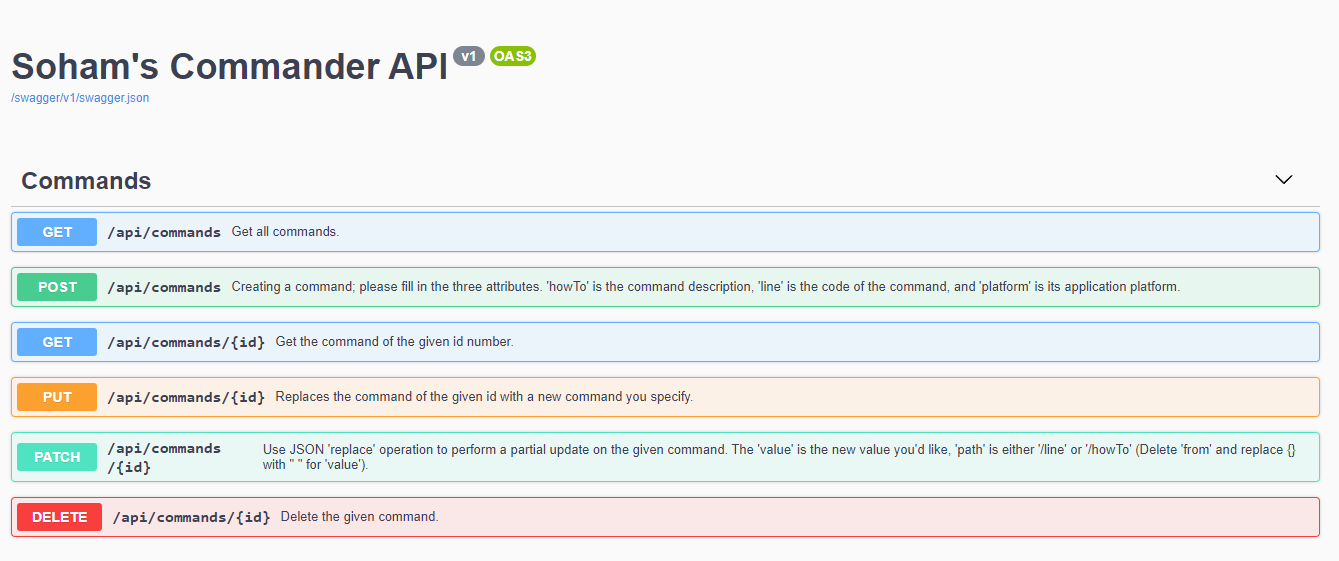 Soham's Commander API v1 OAS3
/swagger/v1/swagger.json
Commands
GET /api/commands Get all commands.
POST /api/commands Creating a command; please fill in the three attributes. 'howTo' is the command description, 'line' is the code of the command, and 'platform' is its application platform.
GET /api/commands/{id} Get the command of the given id number.
PUT /api/commands/{id} Replaces the command of the given id with a new command you specify.
PATCH /api/commands
/{id} Use JSON 'replace' operation to perform a partial update on the given command. The 'value' is the new value you'd like, 'path' is either '/line' or '/howTo' (Delete 'from' and replace {}
with " " for 'value').
DELETE /api/commands/{id} Delete the given command.